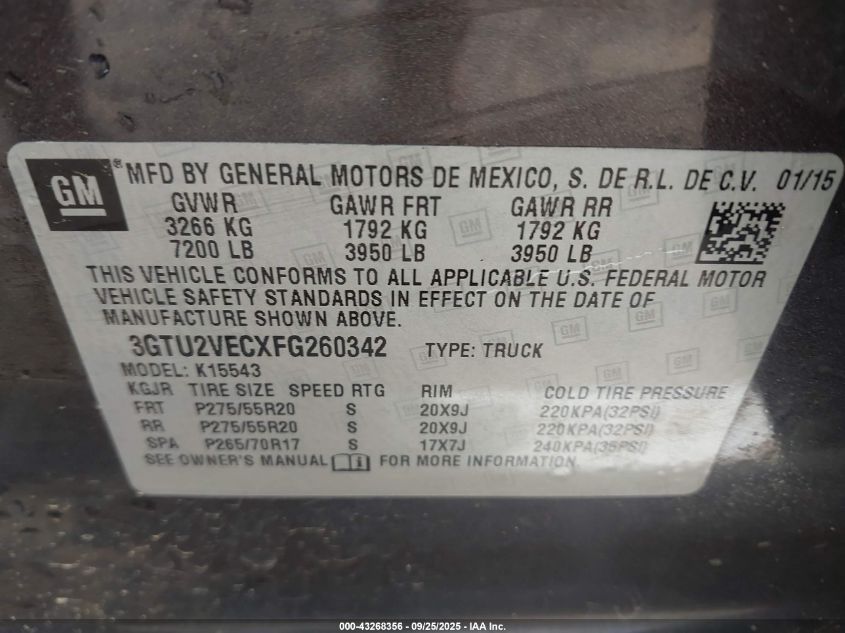 GM ® MFD BY GENERAL MOTORS DE MEXICO, S. DE R.L. DE C.V. 01/15
GVWR GAWR FRT GAWR RR
3266 KG 1792 KG 1792 KG
7200 LB 3950 LB 3950 LB
THIS VEHICLE CONFORMS TO ALL APPLICABLE U.S. FEDERAL MOTOR
VEHICLE SAFETY STANDARDS IN EFFECT ON THE DATE OF
MANUFACTURE SHOWN ABOVE.
3GTU2VECXFG260342 TYPE: TRUCK
MODEL: K15543
KGJR TIRE SIZE SPEED RTG RIM COLD TIRE PRESSURE
FRT P275/55R20 S 20X9J 220KPA(32PSI)
RR P275/55R20 S 20X9J 220KPA(32PSI)
SPA P265/70R17 S 17X7J 240KPA(35PSI)
SEE OWNER'S MANUAL FOR MORE INFORMATION.
000-43268356 - 09/25/2025 - IAA Inc.